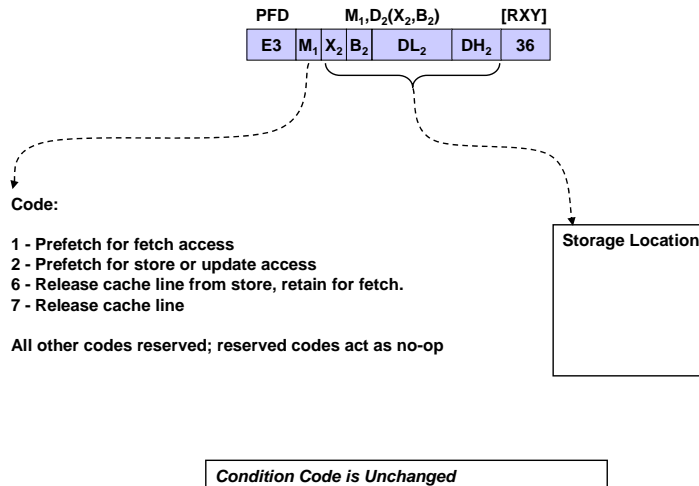 PFD M₁,D₂(X₂,B₂) [RXY]
E3 M₁ X₂ B₂ DL₂ DH₂ 36
Code:
1 - Prefetch for fetch access
2 - Prefetch for store or update access
6 - Release cache line from store, retain for fetch.
7 - Release cache line
All other codes reserved; reserved codes act as no-op
Storage Location
Condition Code is Unchanged